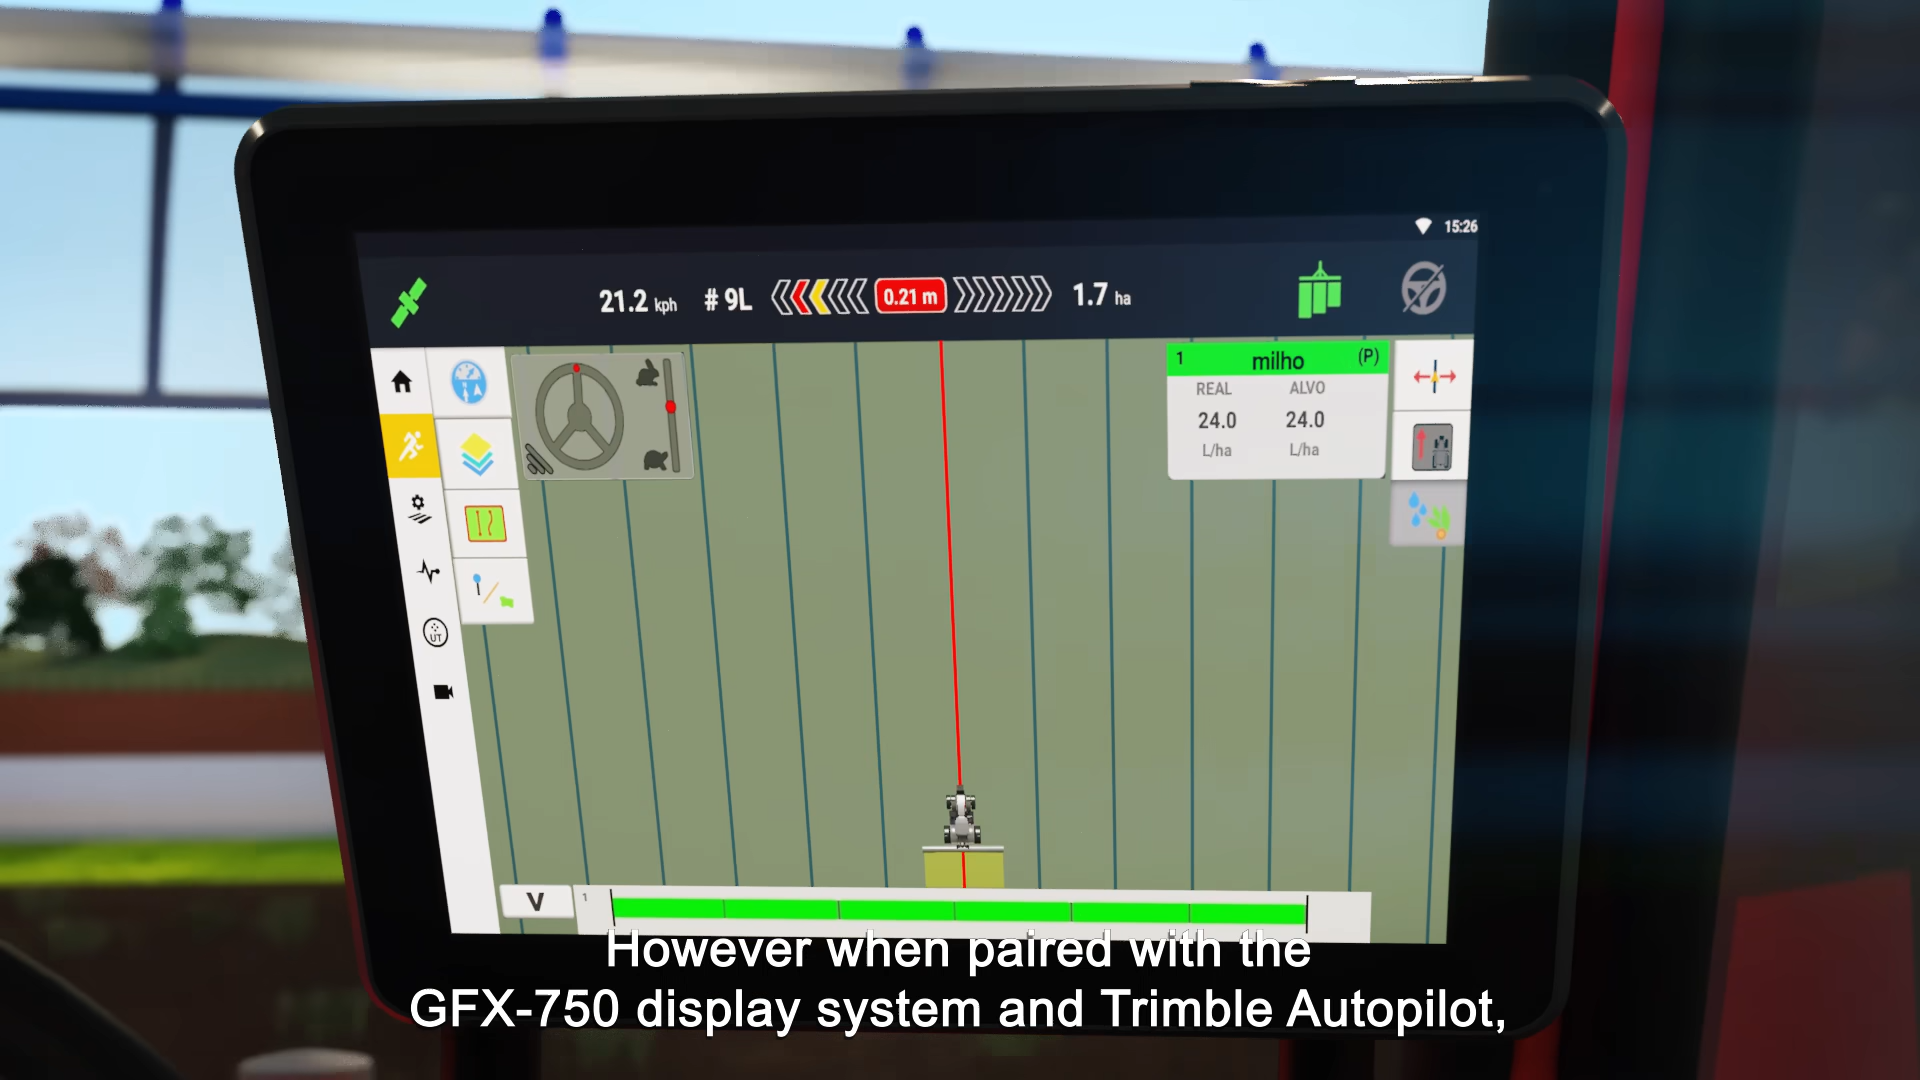 15:26
21.2 kph # 9L 0.21 m 1.7 ha
1 milho (P)
REAL ALVO
24.0 24.0
L/ha L/ha
UT
V 1
However when paired with the
GFX-750 display system and Trimble Autopilot,